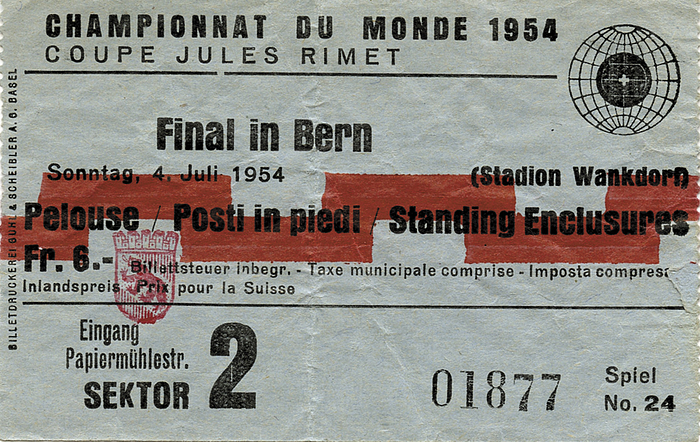 CHAMPIONNAT DU MONDE 1954
COUPE JULES RIMET
Final in Bern
Sonntag, 4. Juli 1954
(Stadion Wankdorf)
Pelouse / Posti in piedi / Standing Enclusures
Fr. 6.- Billettsteuer inbegr. - Taxe municipale comprise - Imposta compres
Inlandspreis - Prix pour la Suisse
Eingang
Papiermühlestr.
SEKTOR 2
01877
Spiel
No. 24
BILLETDRUCKEREI GUHL & SCHEIBLER A.G. BASEL